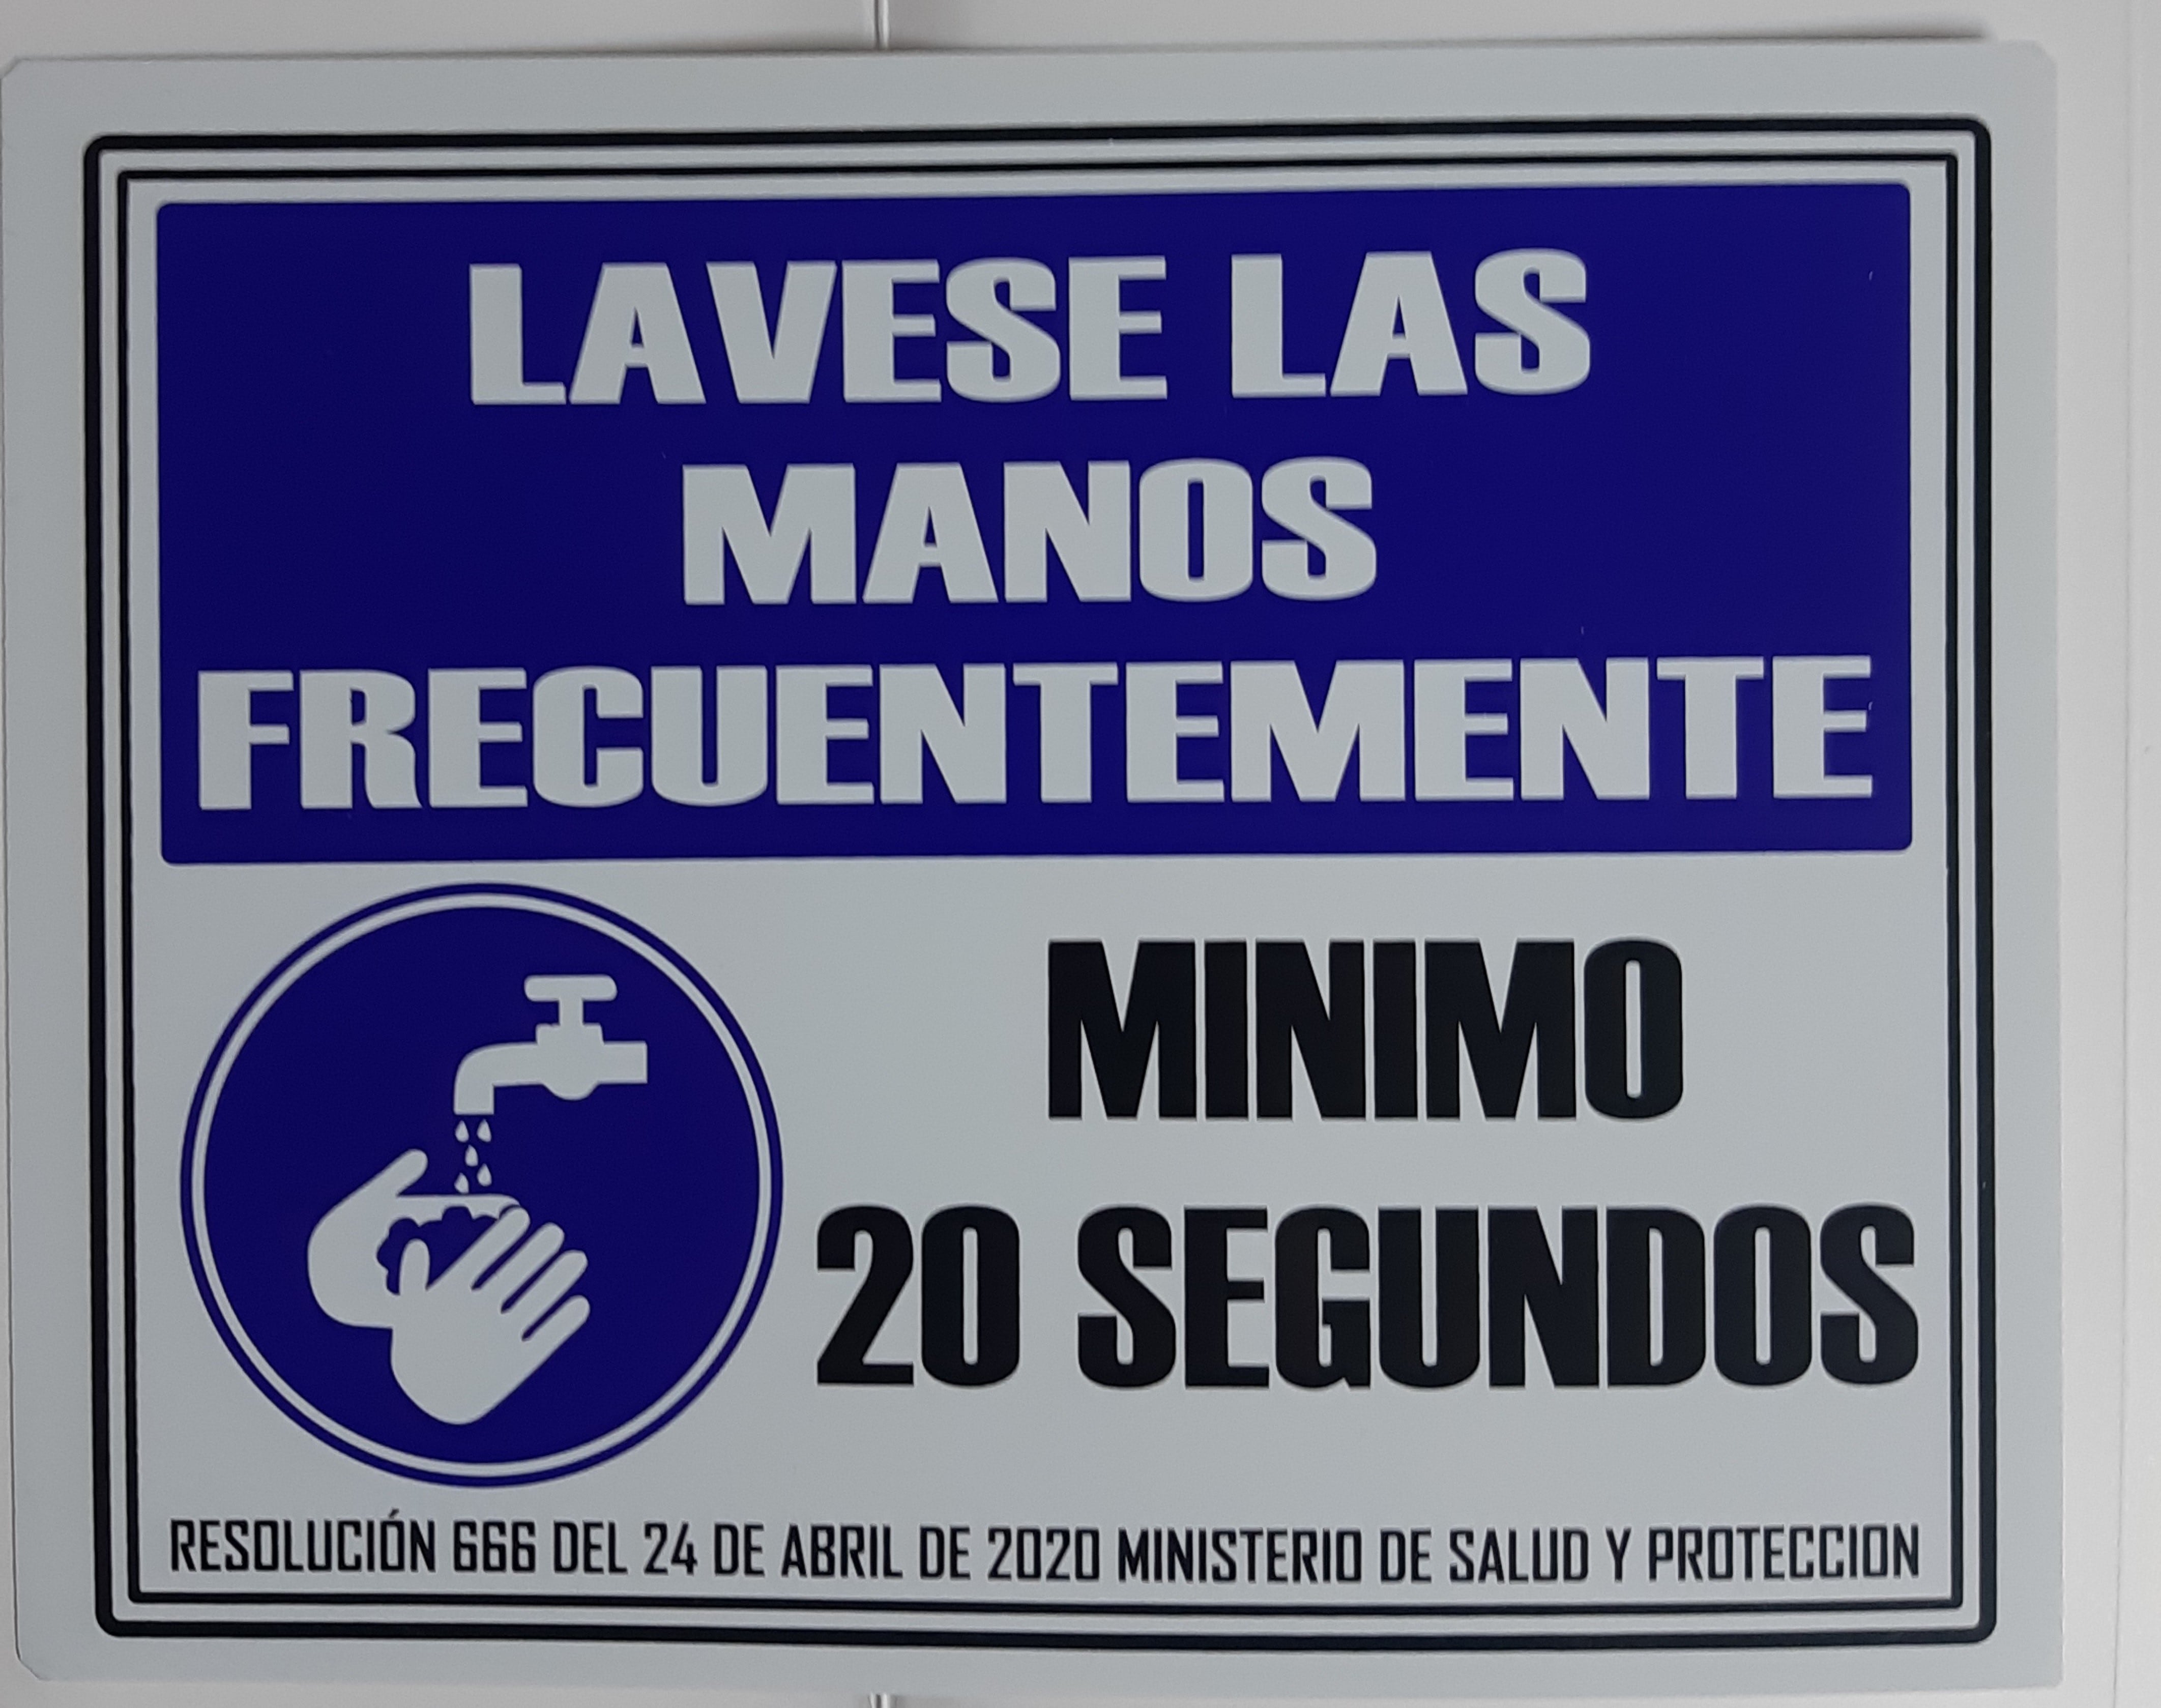 LAVESE LAS
MANOS
FRECUENTEMENTE
MINIMO
20 SEGUNDOS
RESOLUCIÓN 666 DEL 24 DE ABRIL DE 2020 MINISTERIO DE SALUD Y PROTECCION